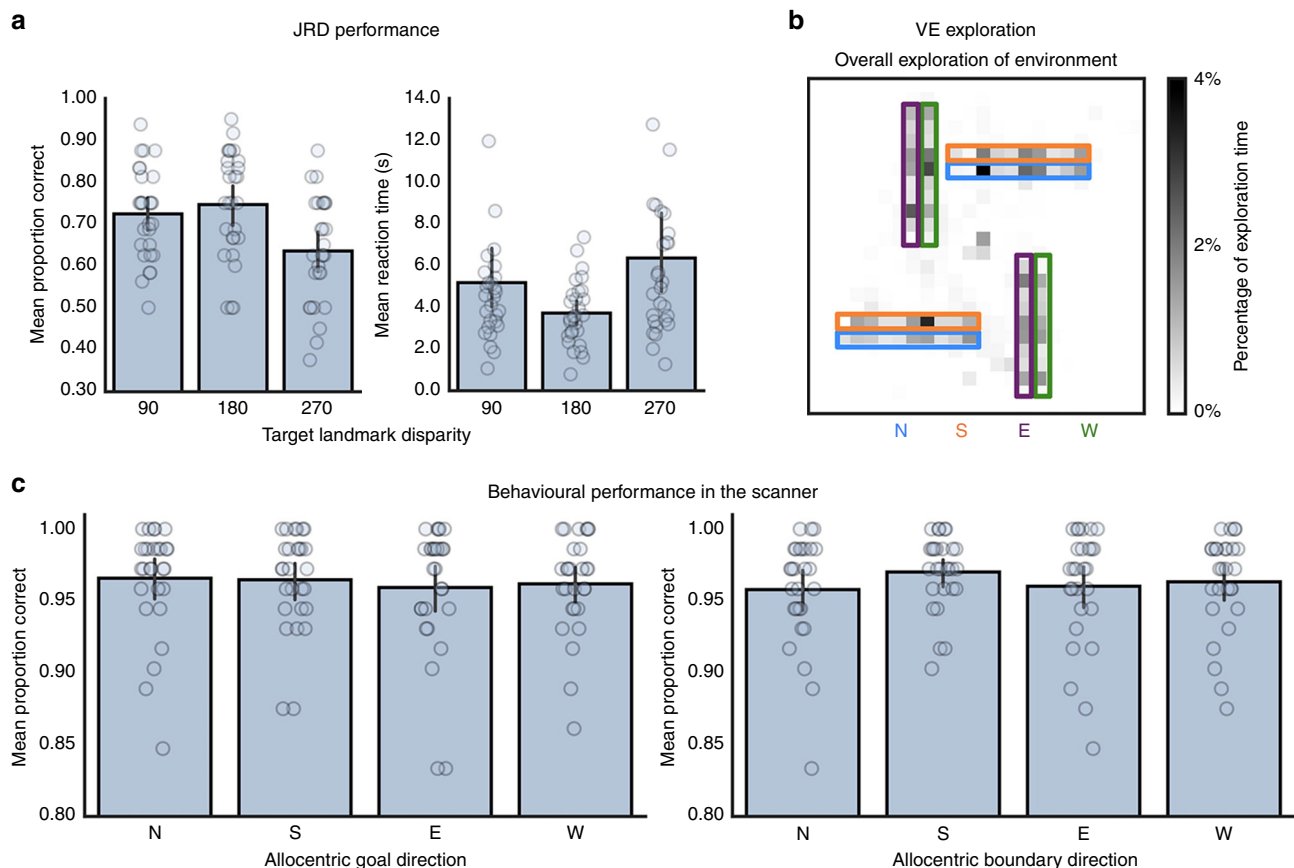 a
JRD performance
Mean proportion correct
1.00
0.90
0.80
0.70
0.60
0.50
0.40
0.30
90 180 270
Mean reaction time (s)
14.0
12.0
10.0
8.0
6.0
4.0
2.0
0.0
90 180 270
Target landmark disparity
b
VE exploration
Overall exploration of environment
4%
2%
0%
Percentage of exploration time
N S E W
c
Behavioural performance in the scanner
Mean proportion correct
1.00
0.95
0.90
0.85
0.80
N S E W
Allocentric goal direction
Mean proportion correct
1.00
0.95
0.90
0.85
0.80
N S E W
Allocentric boundary direction